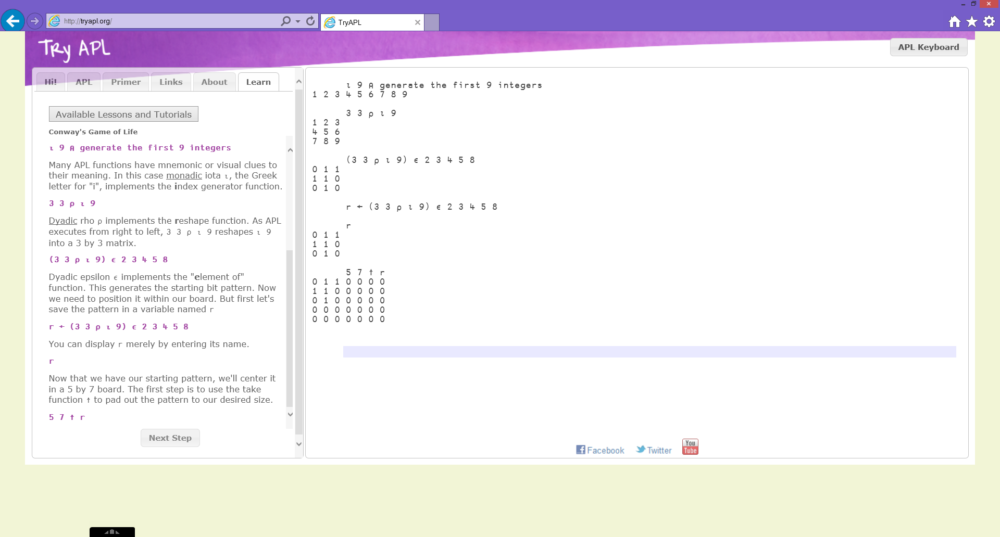 http://tryapl.org/
TryAPL
Try APL
APL Keyboard
Hi! APL Primer Links About Learn
Available Lessons and Tutorials
Conway's Game of Life
⍳ 9 ⍝ generate the first 9 integers
Many APL functions have mnemonic or visual clues to
their meaning. In this case monadic iota ⍳, the Greek
letter for "i", implements the index generator function.
3 3 ⍴ ⍳ 9
Dyadic rho ⍴ implements the reshape function. As APL
executes from right to left, 3 3 ⍴ ⍳ 9 reshapes ⍳ 9
into a 3 by 3 matrix.
(3 3 ⍴ ⍳ 9) ∊ 2 3 4 5 8
Dyadic epsilon ∊ implements the "element of"
function. This generates the starting bit pattern. Now
we need to position it within our board. But first let's
save the pattern in a variable named r
r ← (3 3 ⍴ ⍳ 9) ∊ 2 3 4 5 8
You can display r merely by entering its name.
r
Now that we have our starting pattern, we'll center it
in a 5 by 7 board. The first step is to use the take
function ↑ to pad out the pattern to our desired size.
5 7 ↑ r
Next Step
⍳ 9 ⍝ generate the first 9 integers
1 2 3 4 5 6 7 8 9
3 3 ⍴ ⍳ 9
1 2 3
4 5 6
7 8 9
(3 3 ⍴ ⍳ 9) ∊ 2 3 4 5 8
0 1 1
1 1 0
0 1 0
r ← (3 3 ⍴ ⍳ 9) ∊ 2 3 4 5 8
r
0 1 1
1 1 0
0 1 0
5 7 ↑ r
0 1 1 0 0 0 0
1 1 0 0 0 0 0
0 1 0 0 0 0 0
0 0 0 0 0 0 0
0 0 0 0 0 0 0
Facebook Twitter You Tube